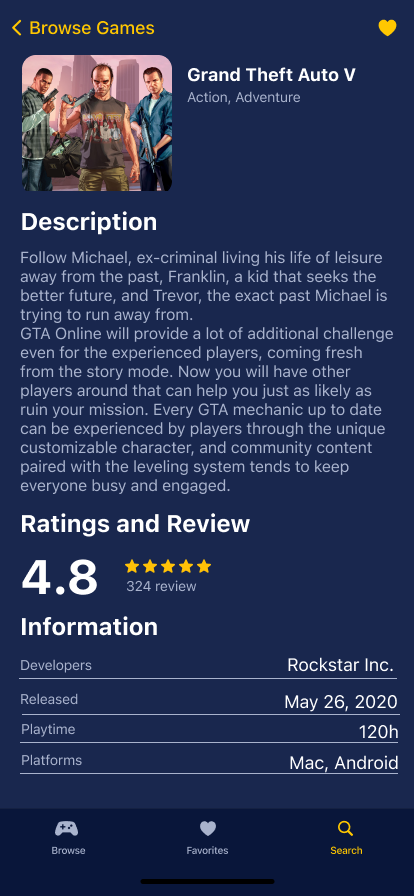 Browse Games
Grand Theft Auto V
Action, Adventure
Description
Follow Michael, ex-criminal living his life of leisure
away from the past, Franklin, a kid that seeks the
better future, and Trevor, the exact past Michael is
trying to run away from.
GTA Online will provide a lot of additional challenge
even for the experienced players, coming fresh
from the story mode. Now you will have other
players around that can help you just as likely as
ruin your mission. Every GTA mechanic up to date
can be experienced by players through the unique
customizable character, and community content
paired with the leveling system tends to keep
everyone busy and engaged.
Ratings and Review
4.8
324 review
Information
Developers Rockstar Inc.
Released May 26, 2020
Playtime 120h
Platforms Mac, Android
Browse Favorites Search